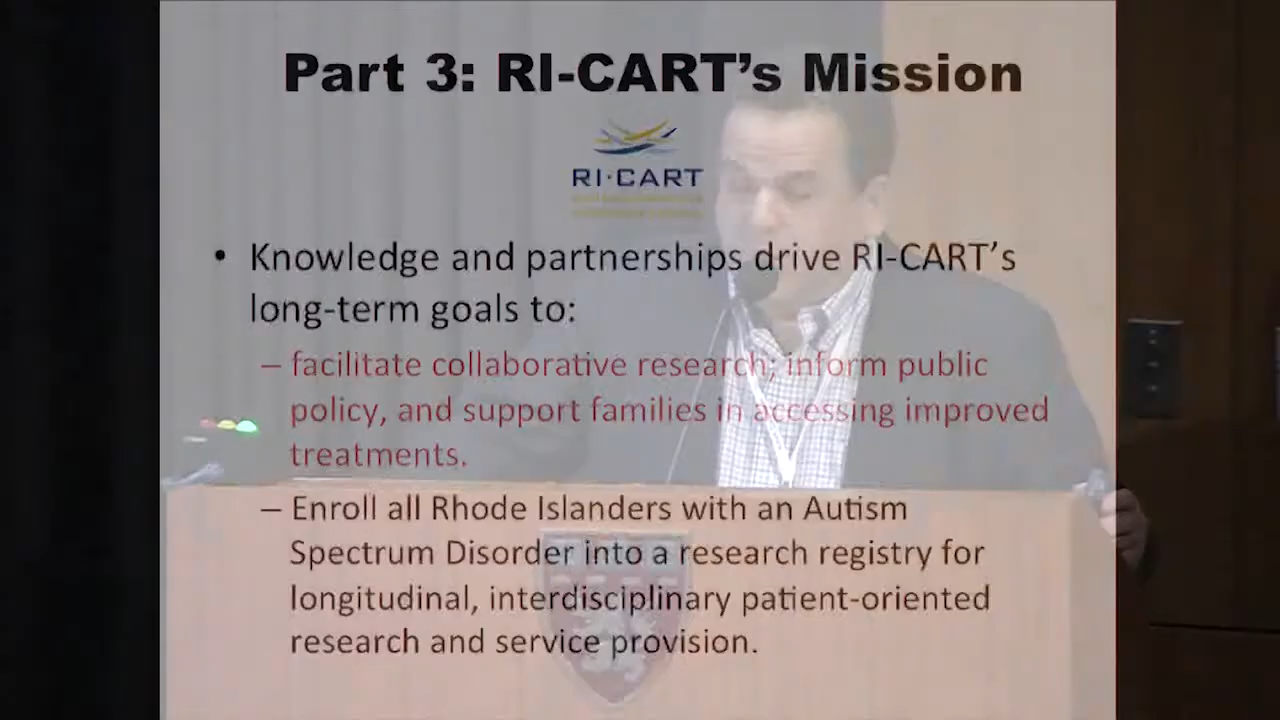 Part 3: RI-CART’s Mission
RI·CART
• Knowledge and partnerships drive RI-CART’s
long-term goals to:
– facilitate collaborative research; inform public
policy, and support families in accessing improved
treatments.
– Enroll all Rhode Islanders with an Autism
Spectrum Disorder into a research registry for
longitudinal, interdisciplinary patient-oriented
research and service provision.